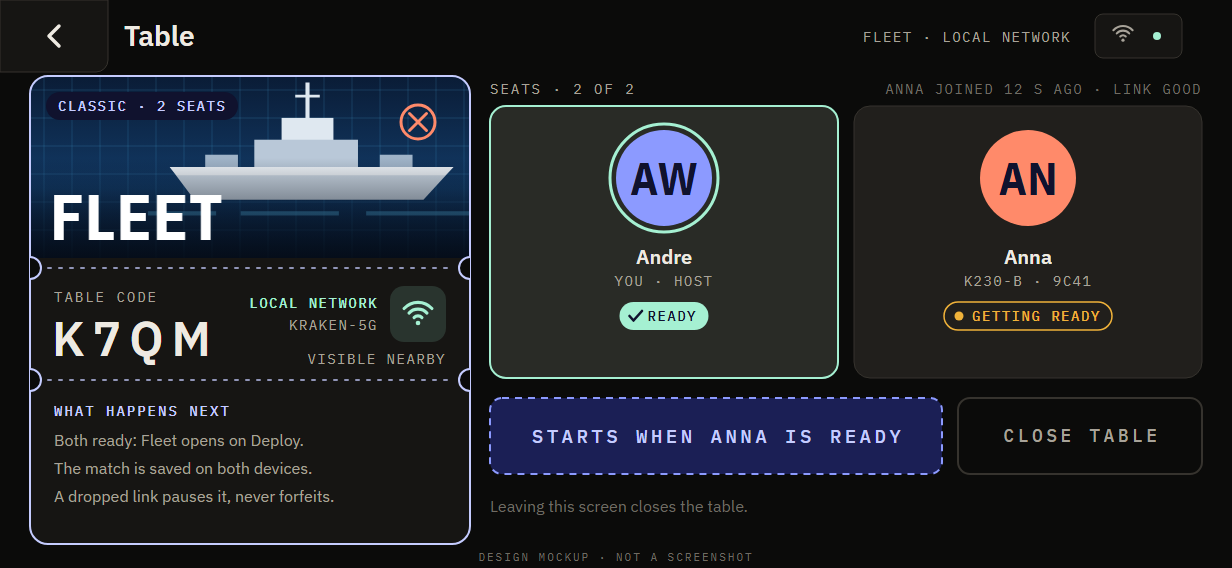 Table
FLEET · LOCAL NETWORK
CLASSIC · 2 SEATS
FLEET
TABLE CODE
K7QM
LOCAL NETWORK
KRAKEN-5G
VISIBLE NEARBY
WHAT HAPPENS NEXT
Both ready: Fleet opens on Deploy.
The match is saved on both devices.
A dropped link pauses it, never forfeits.
SEATS · 2 OF 2
ANNA JOINED 12 S AGO · LINK GOOD
AW
Andre
YOU · HOST
READY
AN
Anna
K230-B · 9C41
GETTING READY
STARTS WHEN ANNA IS READY
CLOSE TABLE
Leaving this screen closes the table.
DESIGN MOCKUP · NOT A SCREENSHOT